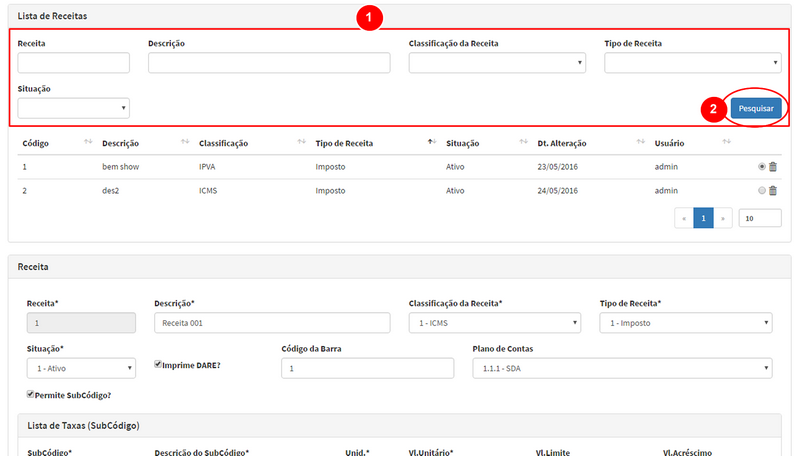 Lista de Receitas
1
Receita Descrição Classificação da Receita Tipo de Receita
Situação
2 Pesquisar
Código Descrição Classificação Tipo de Receita Situação Dt. Alteração Usuário
1 bem show IPVA Imposto Ativo 23/05/2016 admin
2 des2 ICMS Imposto Ativo 24/05/2016 admin
« 1 » 10
Receita
Receita* Descrição* Classificação da Receita* Tipo de Receita*
1 Receita 001 1 - ICMS 1 - Imposto
Situação* Código da Barra Plano de Contas
1 - Ativo Imprime DARE? 1 1.1.1 - SDA
Permite SubCódigo?
Lista de Taxas (SubCódigo)
SubCódigo* Descrição do SubCódigo* Unid.* Vl.Unitário* Vl.Limite Vl.Acréscimo